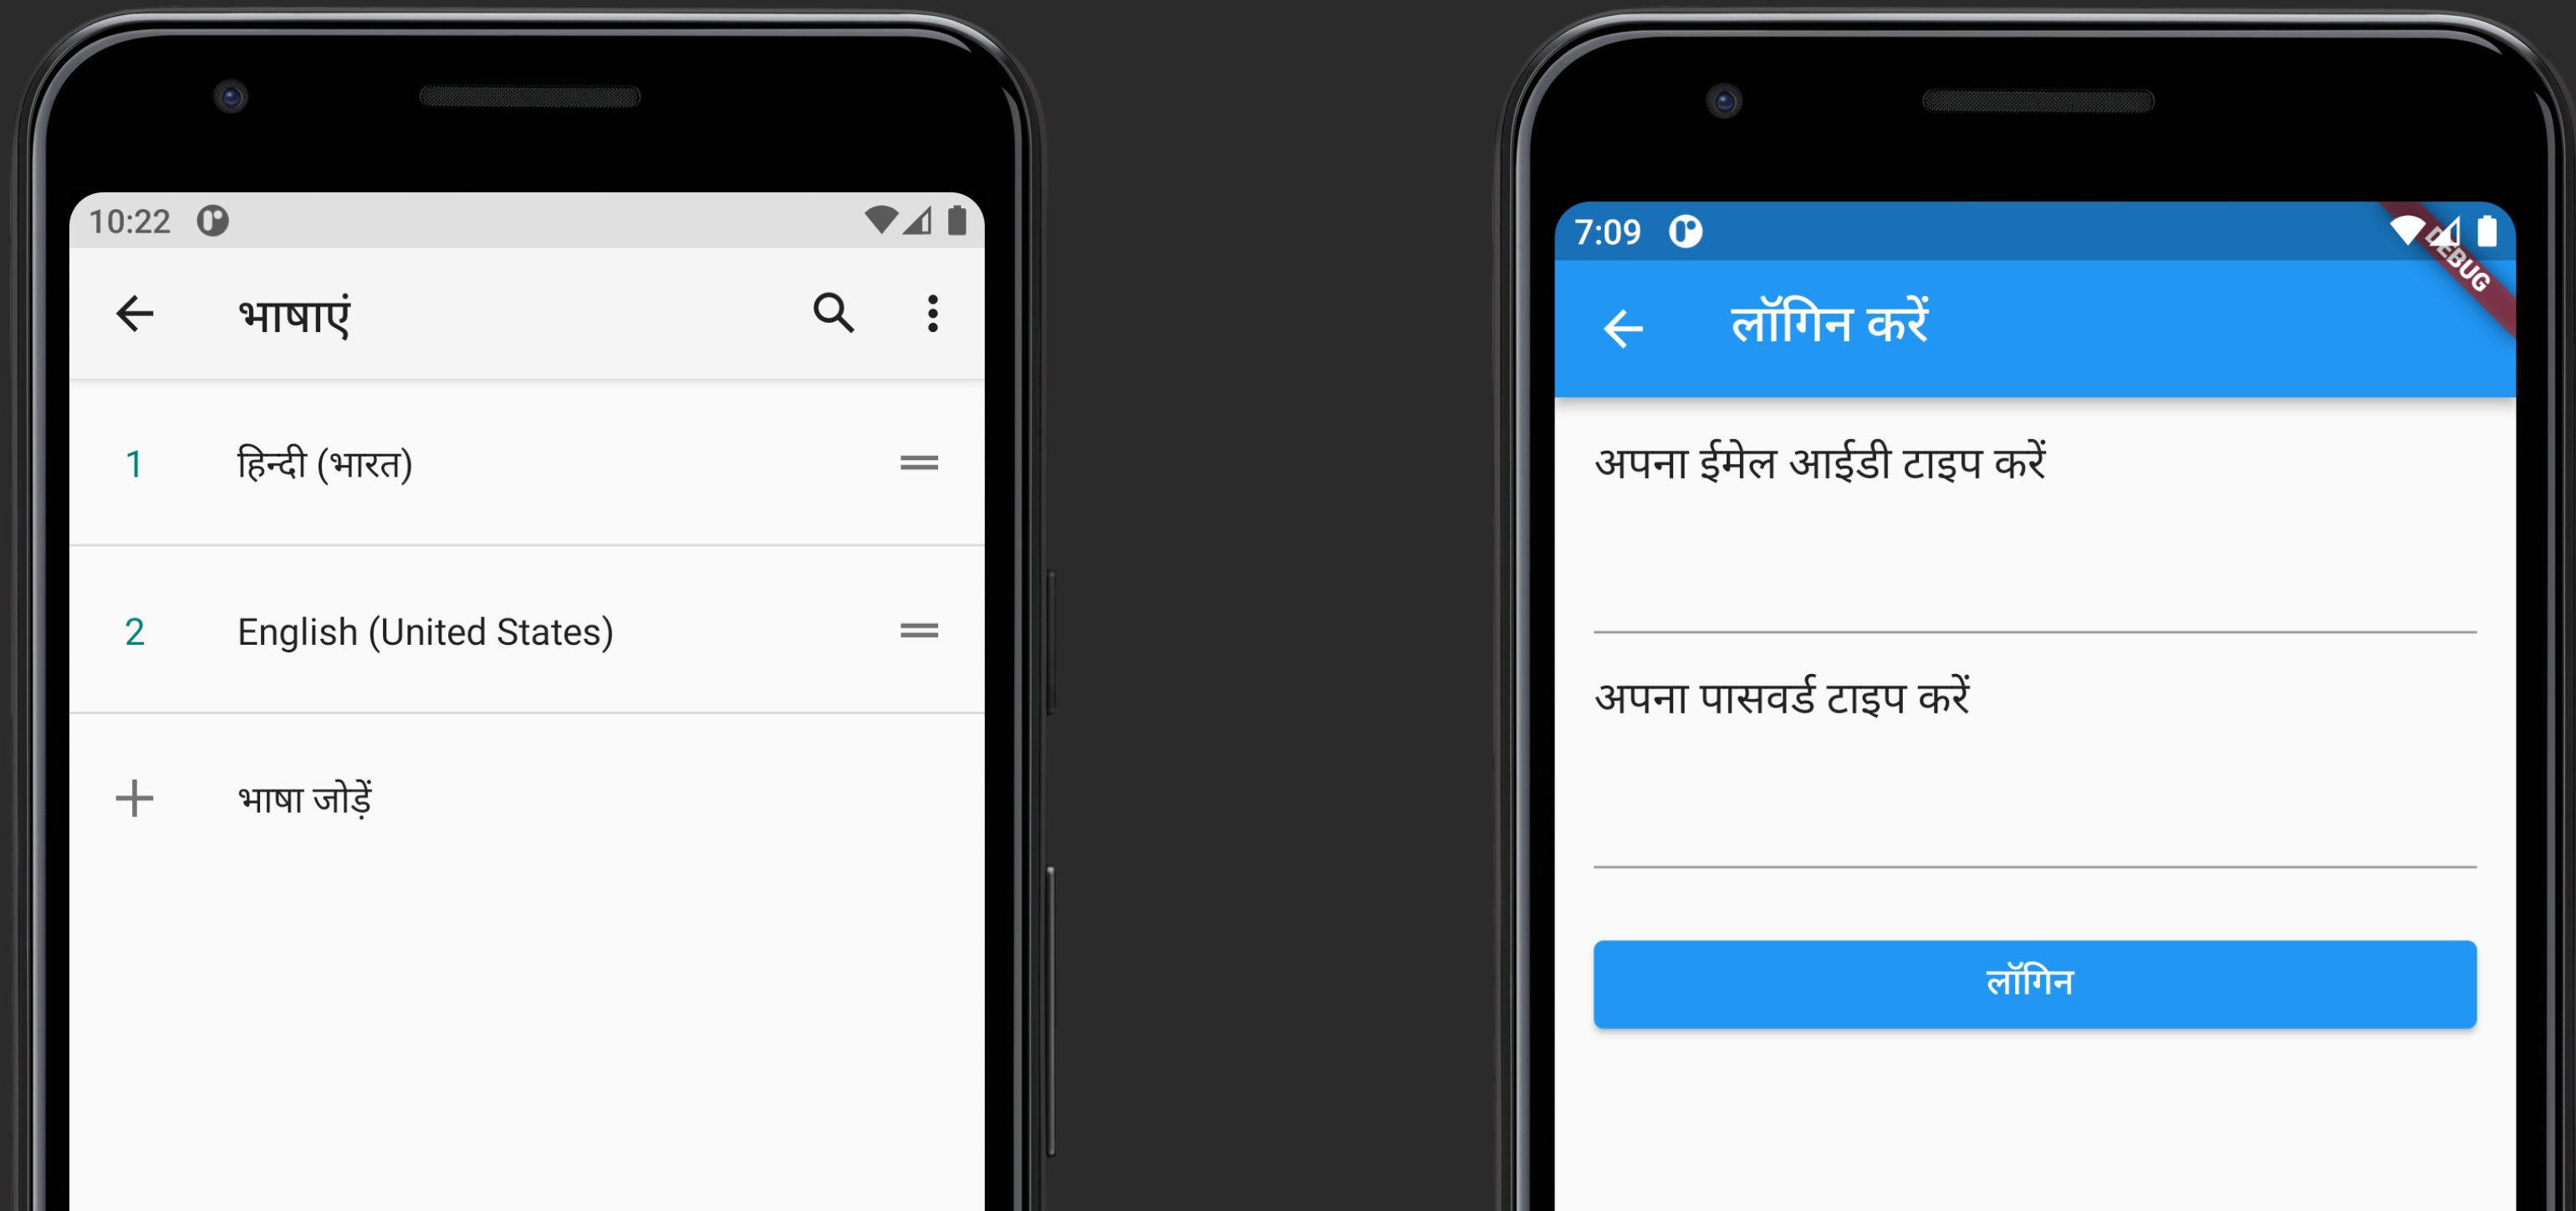 10:22
भाषाएं
1 हिन्दी (भारत)
2 English (United States)
भाषा जोड़ें
7:09
DEBUG
लॉगिन करें
अपना ईमेल आईडी टाइप करें
अपना पासवर्ड टाइप करें
लॉगिन